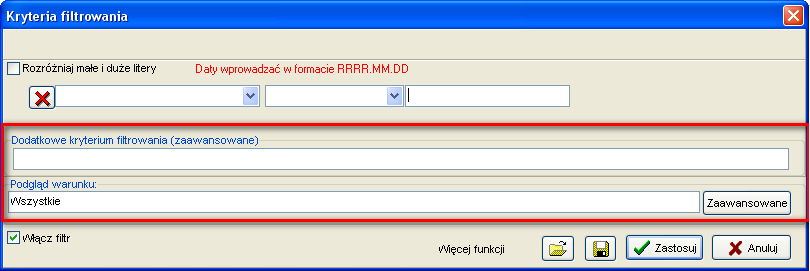 Kryteria filtrowania
Rozróżniaj małe i duże litery Daty wprowadzać w formacie RRRR.MM.DD
Dodatkowe kryterium filtrowania (zaawansowane)
Podgląd warunku:
Wszystkie Zaawansowane
Włącz filtr
Więcej funkcji Zastosuj Anuluj